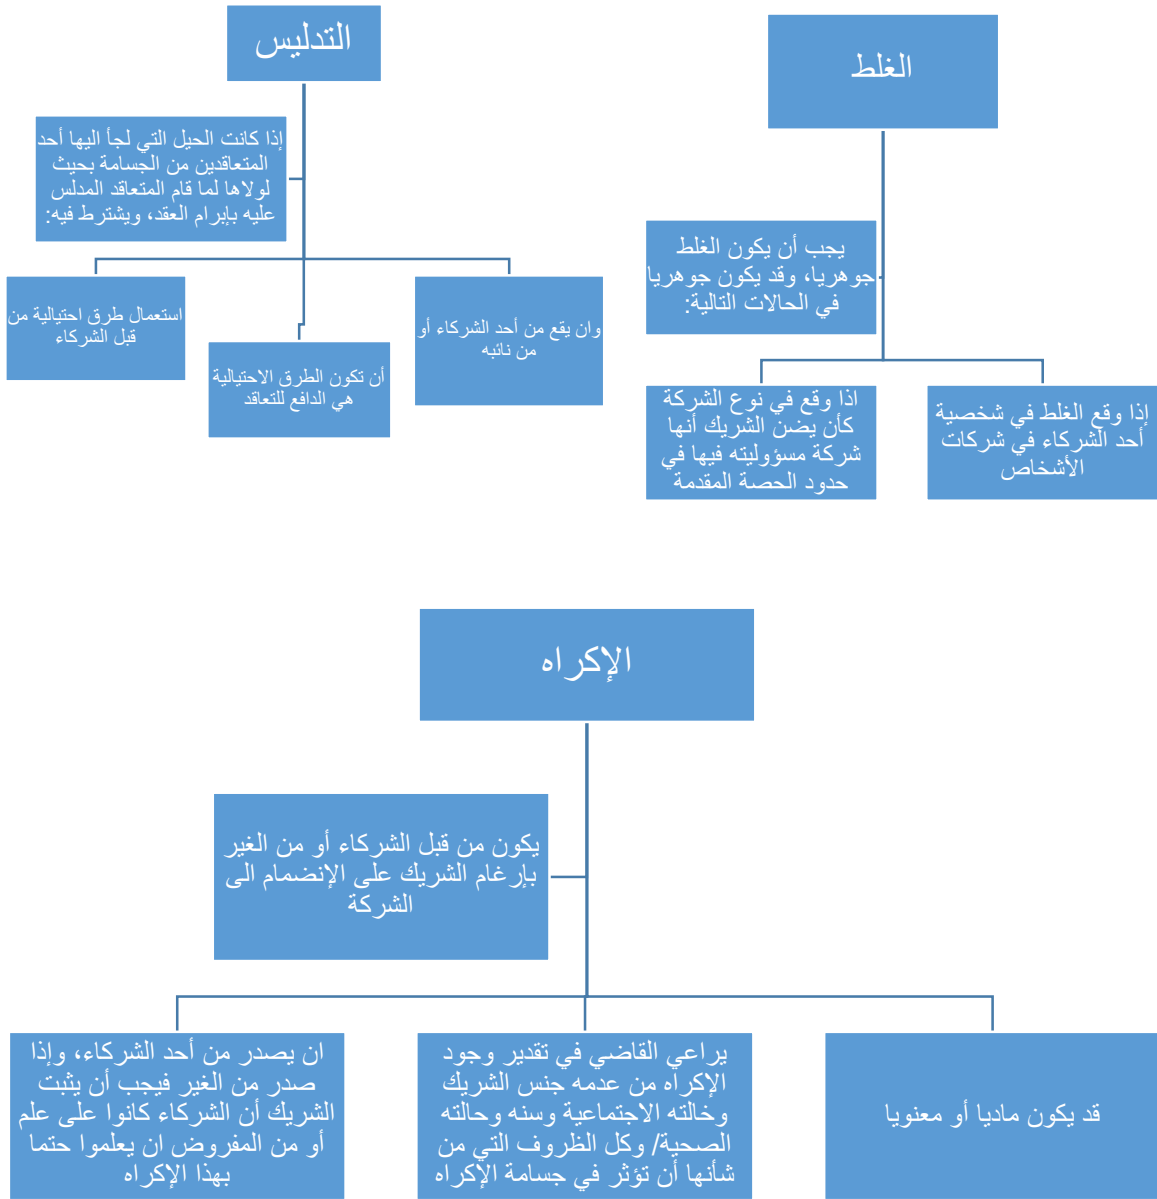 الغلط
يجب أن يكون الغلط
جوهريا، وقد يكون جوهريا
في الحالات التالية:
إذا وقع الغلط في شخصية
أحد الشركاء في شركات
الأشخاص
اذا وقع في نوع الشركة
كأن يضن الشريك أنها
شركة مسؤوليته فيها في
حدود الحصة المقدمة
التدليس
إذا كانت الحيل التي لجأ اليها أحد
المتعاقدين من الجسامة بحيث
لولاها لما قام المتعاقد المدلس
عليه بإبرام العقد، ويشترط فيه:
وان يقع من أحد الشركاء أو
من نائبه
أن تكون الطرق الاحتيالية
هي الدافع للتعاقد
استعمال طرق احتيالية من
قبل الشركاء
الإكراه
يكون من قبل الشركاء أو من الغير
بإرغام الشريك على الإنضمام الى
الشركة
قد يكون ماديا أو معنويا
يراعي القاضي في تقدير وجود
الإكراه من عدمه جنس الشريك
وخالته الاجتماعية وسنه وحالته
الصحية/ وكل الظروف التي من
شأنها أن تؤثر في جسامة الإكراه
ان يصدر من أحد الشركاء، وإذا
صدر من الغير فيجب أن يثبت
الشريك أن الشركاء كانوا على علم
أو من المفروض ان يعلموا حتما
بهذا الإكراه